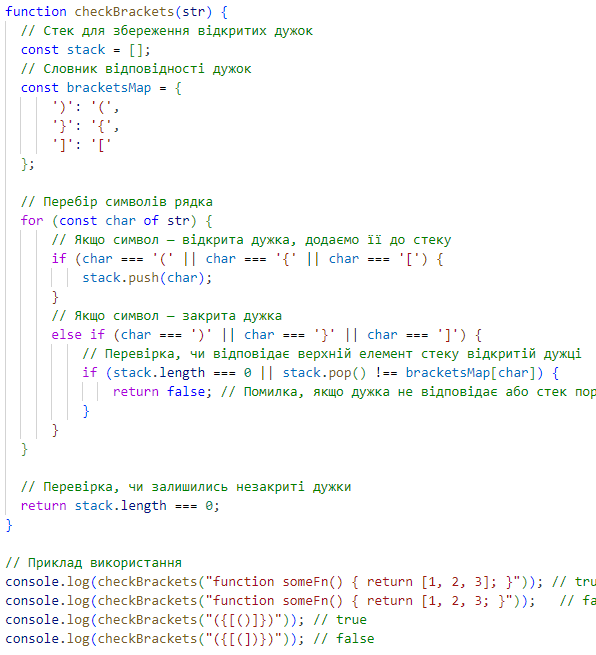 function checkBrackets(str) {
  // Стек для збереження відкритих дужок
  const stack = [];
  // Словник відповідності дужок
  const bracketsMap = {
      ')': '(',
      '}': '{',
      ']': '['
  };

  // Перебір символів рядка
  for (const char of str) {
      // Якщо символ — відкрита дужка, додаємо її до стеку
      if (char === '(' || char === '{' || char === '[') {
          stack.push(char);
      }
      // Якщо символ — закрита дужка
      else if (char === ')' || char === '}' || char === ']') {
          // Перевірка, чи відповідає верхній елемент стеку відкритій дужці
          if (stack.length === 0 || stack.pop() !== bracketsMap[char]) {
              return false; // Помилка, якщо дужка не відповідає або стек пор
          }
      }
  }

  // Перевірка, чи залишились незакриті дужки
  return stack.length === 0;
}

// Приклад використання
console.log(checkBrackets("function someFn() { return [1, 2, 3]; }")); // tru
console.log(checkBrackets("function someFn() { return [1, 2, 3; }"));   // fa
console.log(checkBrackets("({[()]})")); // true
console.log(checkBrackets("({[(])})")); // false